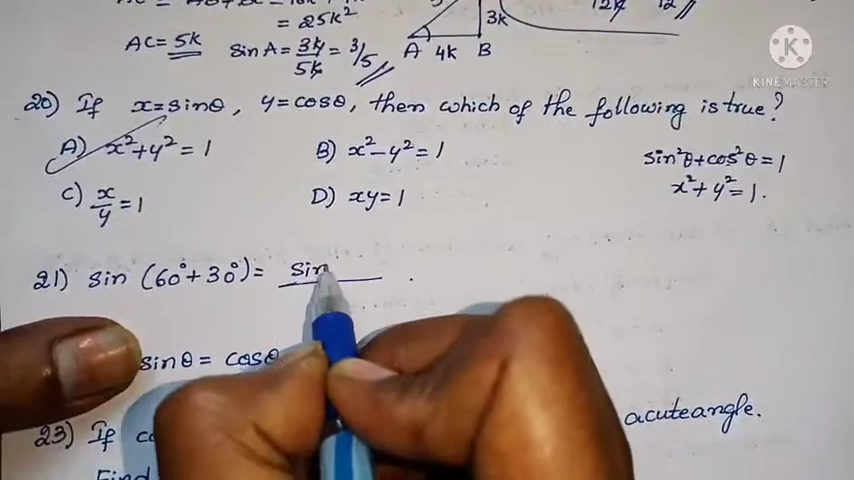 = 25k²
AC = 5k sinA = 3k/5k = 3/5
3k
A 4k B
12
KINEMASTER
20) If x=sinθ, y=cosθ, then which of the following is true?
A) x²+y² = 1 B) x²-y² = 1
C) x/y = 1 D) xy = 1
sin²θ+cos²θ = 1
x²+y² = 1.
21) sin (60°+30°) = sin .
sinθ = cosθ
23) If acuteangle.
Find